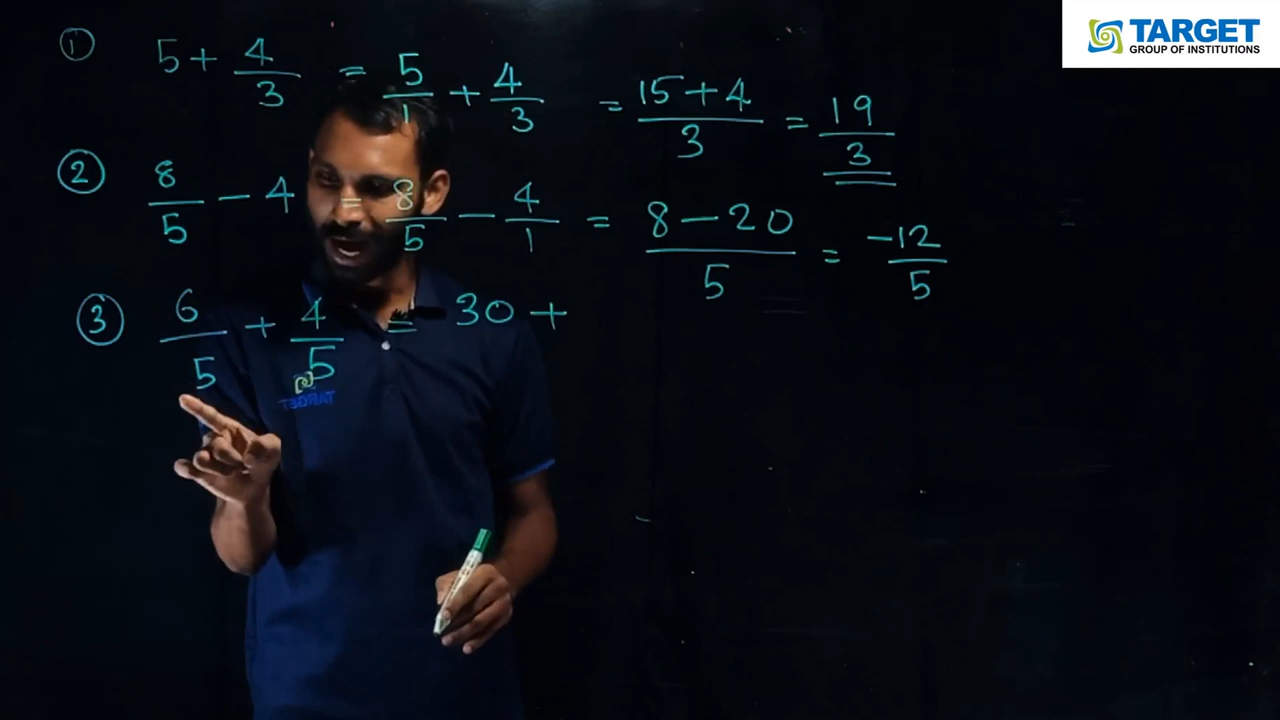 TARGET
GROUP OF INSTITUTIONS
① 5 + 4/3 = 5/1 + 4/3 = 15 + 4/3 = 19/3
② 8/5 - 4 = 8/5 - 4/1 = 8 - 20/5 = -12/5
③ 6/5 + 4/5 = 30 +
TARGET